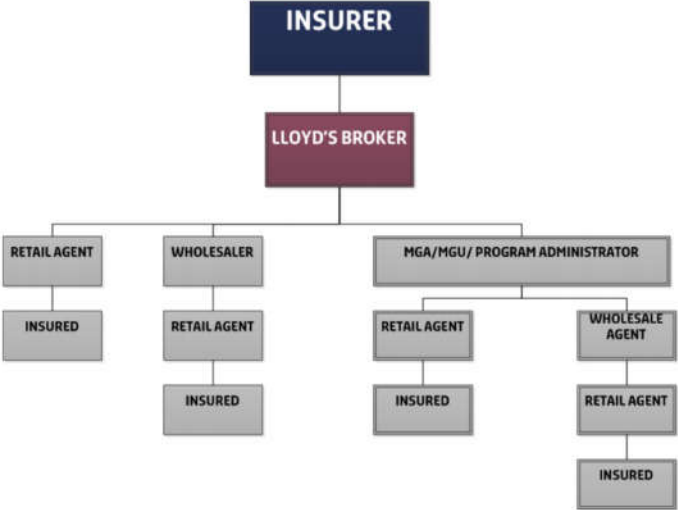 INSURER
LLOYD'S BROKER
RETAIL AGENT
WHOLESALER
MGA/MGU/ PROGRAM ADMINISTRATOR
INSURED
RETAIL AGENT
RETAIL AGENT
WHOLESALE
AGENT
INSURED
INSURED
RETAIL AGENT
INSURED